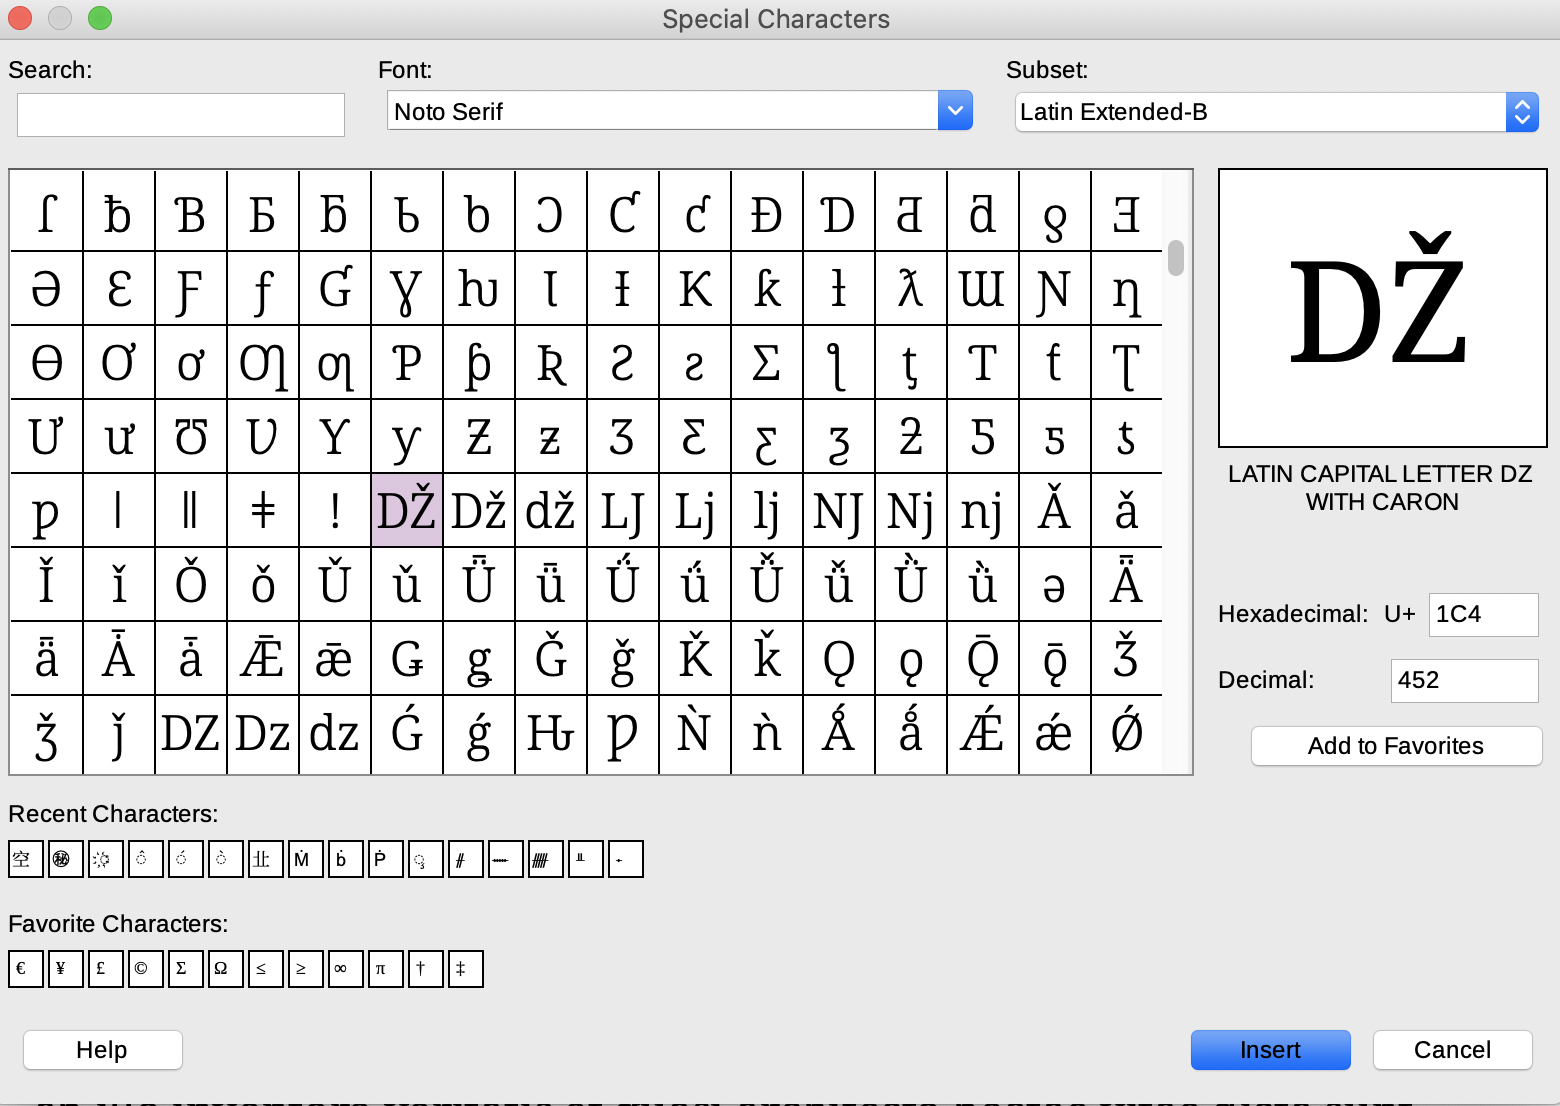 Special Characters
Search: Font: Subset:
Noto Serif Latin Extended-B
ſ ƀ Ɓ Ƃ ƃ Ƅ ƅ Ɔ Ƈ ƈ Ɖ Ɗ Ƌ ƌ ƍ Ǝ
Ə Ɛ Ƒ ƒ Ɠ Ɣ ƕ Ɩ Ɨ Ƙ ƙ ƚ ƛ Ɯ Ɲ ƞ
Ɵ Ơ ơ Ƣ ƣ Ƥ ƥ Ʀ Ƨ ƨ Ʃ ƪ ƫ Ƭ ƭ Ʈ
Ư ư Ʊ Ʋ Ƴ ƴ Ƶ ƶ Ʒ Ƹ ƹ ƺ ƻ Ƽ ƽ ƾ
ƿ ǀ ǁ ǂ ǃ DŽ Dž dž LJ Lj lj NJ Nj nj Ǎ ǎ
Ǐ ǐ Ǒ ǒ Ǔ ǔ Ǖ ǖ Ǘ ǘ Ǚ ǚ Ǜ ǜ ǝ Ǟ
ǟ Ǡ ǡ Ǣ ǣ Ǥ ǥ Ǧ ǧ Ǩ ǩ Ǫ ǫ Ǭ ǭ Ǯ
ǯ ǰ DZ Dz dz Ǵ ǵ Ƕ Ƿ Ǹ ǹ Ǻ ǻ Ǽ ǽ Ǿ
DŽ
LATIN CAPITAL LETTER DZ
WITH CARON
Hexadecimal: U+ 1C4
Decimal: 452
Add to Favorites
Recent Characters:
空 ㊙ ◌̂ ◌́ ◌̀ 北 Ṁ ḃ Ṗ
Favorite Characters:
€ ¥ £ © Σ Ω ≤ ≥ ∞ π † ‡
Help Insert Cancel